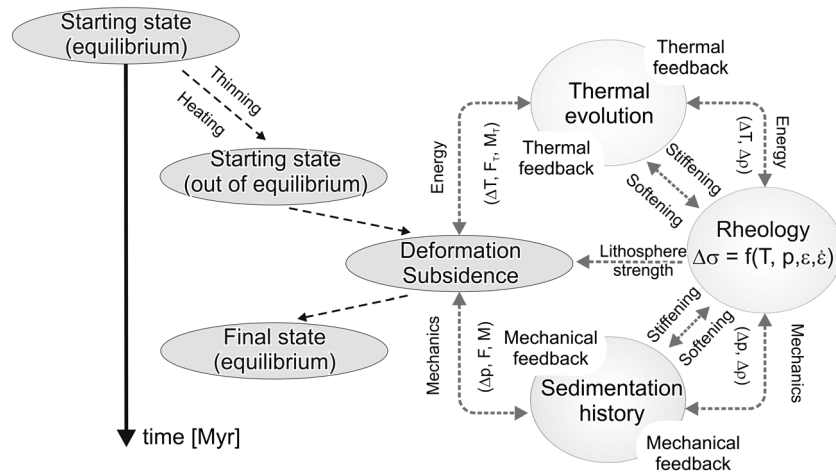 Starting state
(equilibrium)
Thinning
Heating
Starting state
(out of equilibrium)
Deformation
Subsidence
Final state
(equilibrium)
time [Myr]
Thermal
feedback
Thermal
evolution
Thermal
feedback
Energy
(ΔT, F_T, M_T)
Energy
(ΔT, Δρ)
Stiffening
Softening
Rheology
Δσ = f(T, p,ε,ε̇)
Lithosphere
strength
Stiffening
Softening
Mechanics
(Δp, F, M)
Mechanics
(Δp, Δρ)
Mechanical
feedback
Sedimentation
history
Mechanical
feedback